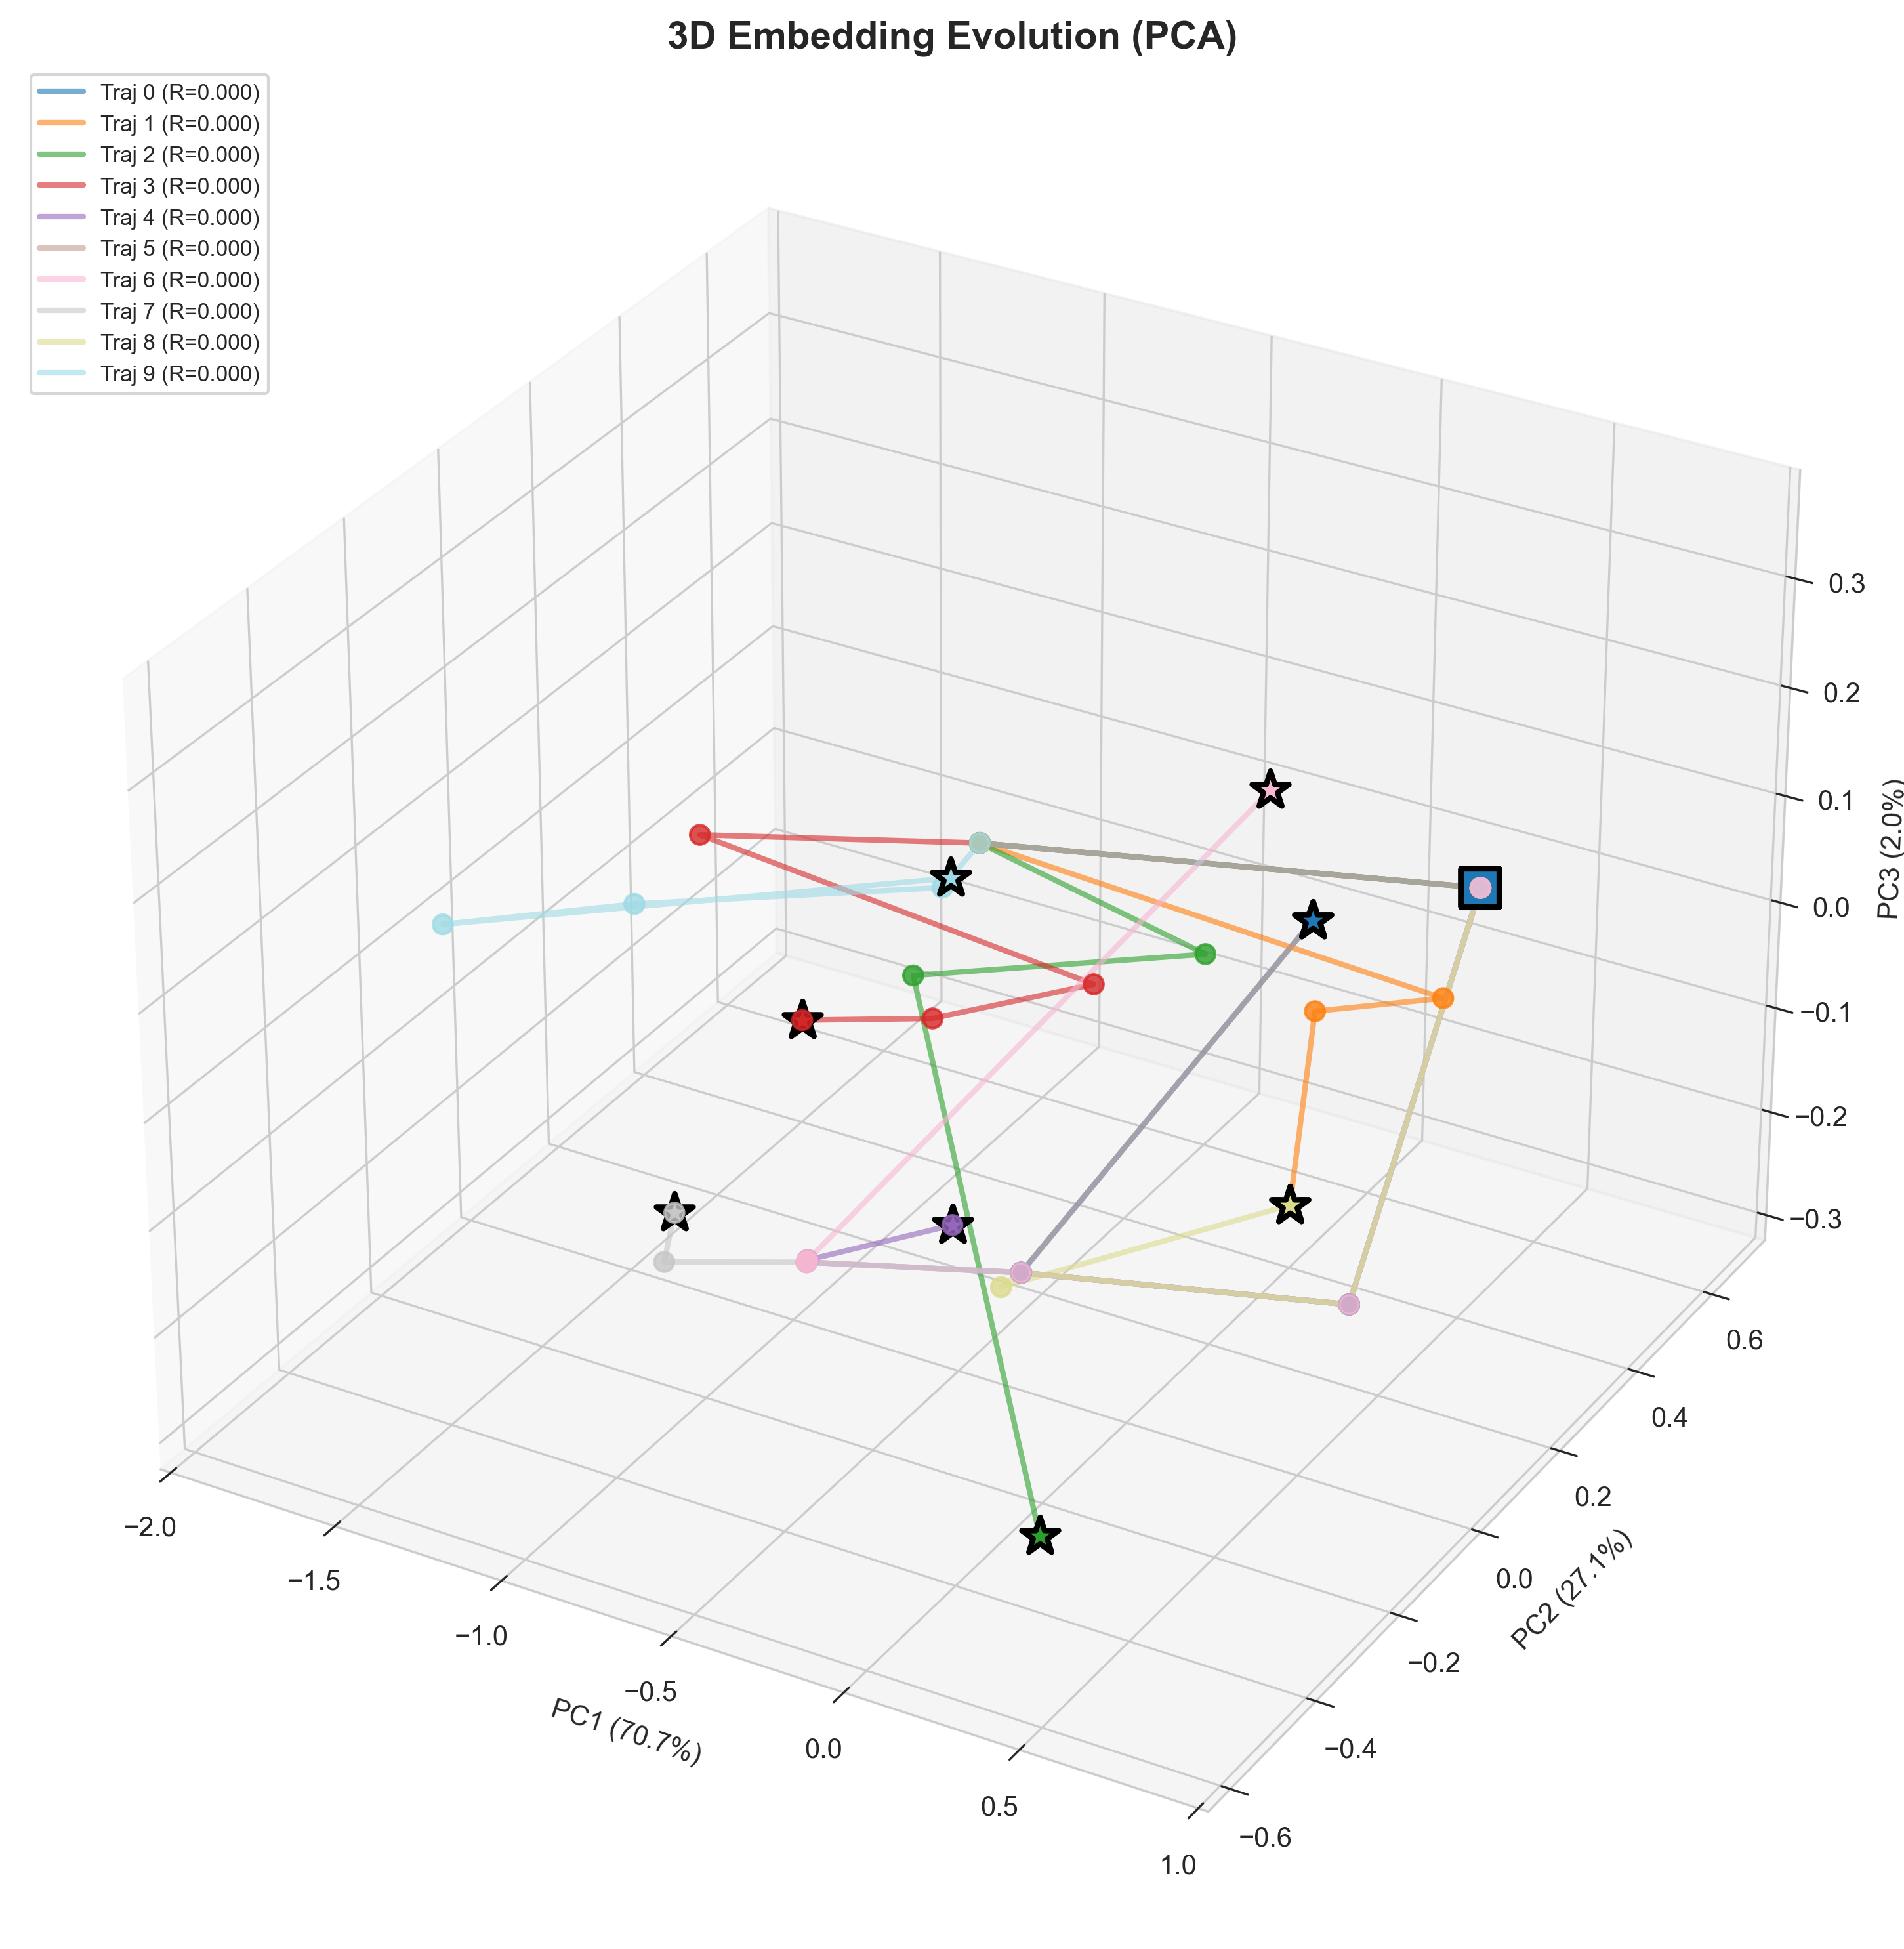 3D Embedding Evolution (PCA)
Traj 0 (R=0.000)
Traj 1 (R=0.000)
Traj 2 (R=0.000)
Traj 3 (R=0.000)
Traj 4 (R=0.000)
Traj 5 (R=0.000)
Traj 6 (R=0.000)
Traj 7 (R=0.000)
Traj 8 (R=0.000)
Traj 9 (R=0.000)
0.3
0.2
0.1
0.0
−0.1
−0.2
−0.3
PC3 (2.0%)
0.6
0.4
0.2
0.0
−0.2
−0.4
−0.6
PC2 (27.1%)
−2.0
−1.5
−1.0
−0.5
0.0
0.5
1.0
PC1 (70.7%)